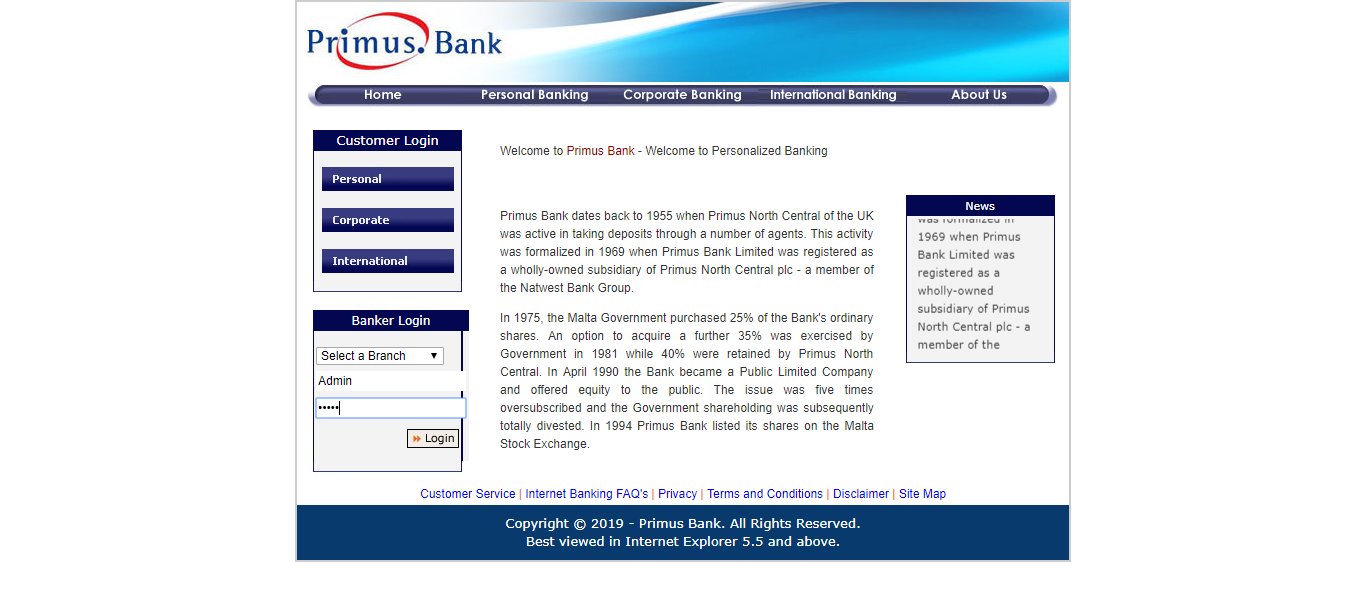 Primus. Bank
Home Personal Banking Corporate Banking International Banking About Us
Customer Login
Personal
Corporate
International
Banker Login
Select a Branch
Admin
•••••
Login
Welcome to Primus Bank - Welcome to Personalized Banking
Primus Bank dates back to 1955 when Primus North Central of the UK
was active in taking deposits through a number of agents. This activity
was formalized in 1969 when Primus Bank Limited was registered as
a wholly-owned subsidiary of Primus North Central plc - a member of
the Natwest Bank Group.
In 1975, the Malta Government purchased 25% of the Bank's ordinary
shares. An option to acquire a further 35% was exercised by
Government in 1981 while 40% were retained by Primus North
Central. In April 1990 the Bank became a Public Limited Company
and offered equity to the public. The issue was five times
oversubscribed and the Government shareholding was subsequently
totally divested. In 1994 Primus Bank listed its shares on the Malta
Stock Exchange.
News
was formalized in
1969 when Primus
Bank Limited was
registered as a
wholly-owned
subsidiary of Primus
North Central plc - a
member of the
Customer Service | Internet Banking FAQ's | Privacy | Terms and Conditions | Disclaimer | Site Map
Copyright © 2019 - Primus Bank. All Rights Reserved.
Best viewed in Internet Explorer 5.5 and above.